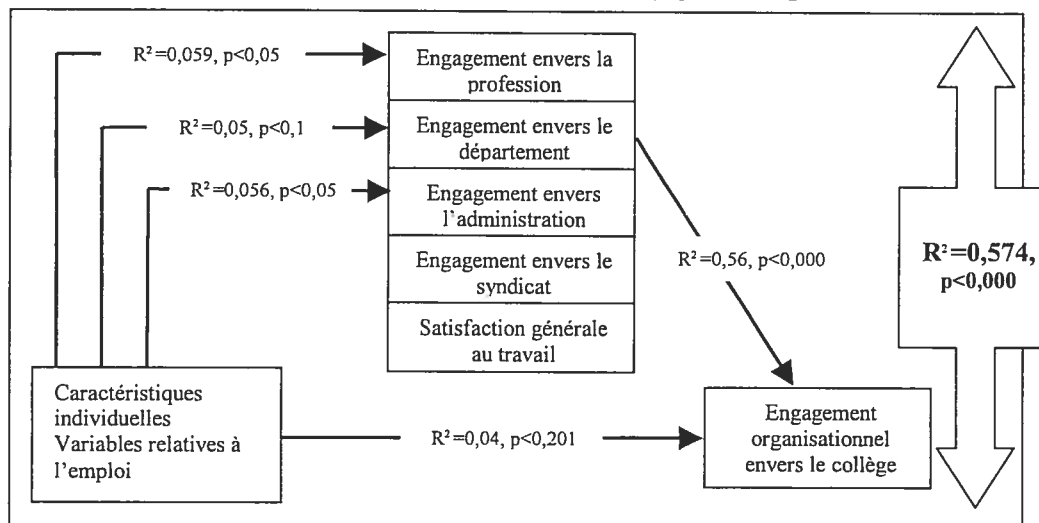 R²=0,059, p<0,05
Engagement envers la
profession
R²=0,05, p<0,1
Engagement envers le
département
R²=0,056, p<0,05
Engagement envers
l’administration
Engagement envers le
syndicat
Satisfaction générale
au travail
R²=0,56, p<0,000
R²=0,574,
p<0,000
Caractéristiques
individuelles
Variables relatives à
l’emploi
R²=0,04, p<0,201
Engagement
organisationnel
envers le collège